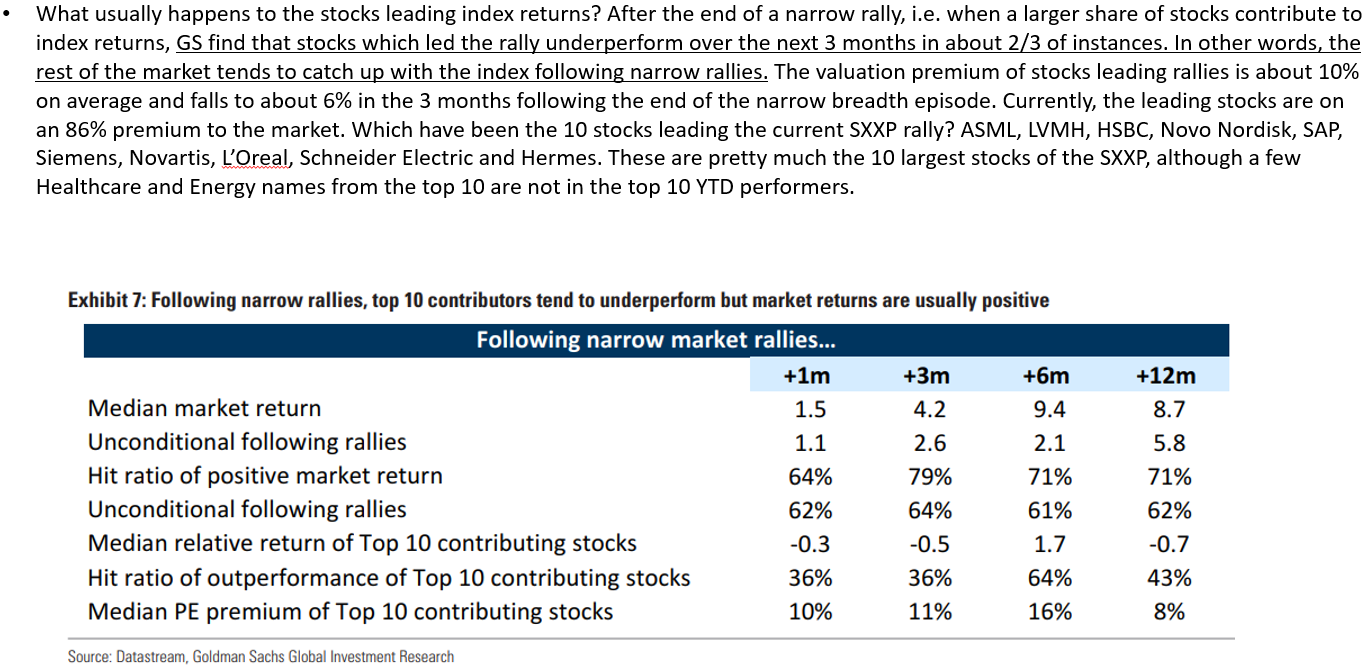 • What usually happens to the stocks leading index returns? After the end of a narrow rally, i.e. when a larger share of stocks contribute to
index returns, GS find that stocks which led the rally underperform over the next 3 months in about 2/3 of instances. In other words, the
rest of the market tends to catch up with the index following narrow rallies. The valuation premium of stocks leading rallies is about 10%
on average and falls to about 6% in the 3 months following the end of the narrow breadth episode. Currently, the leading stocks are on
an 86% premium to the market. Which have been the 10 stocks leading the current SXXP rally? ASML, LVMH, HSBC, Novo Nordisk, SAP,
Siemens, Novartis, L'Oreal, Schneider Electric and Hermes. These are pretty much the 10 largest stocks of the SXXP, although a few
Healthcare and Energy names from the top 10 are not in the top 10 YTD performers.
Exhibit 7: Following narrow rallies, top 10 contributors tend to underperform but market returns are usually positive
Following narrow market rallies...
+1m +3m +6m +12m
Median market return 1.5 4.2 9.4 8.7
Unconditional following rallies 1.1 2.6 2.1 5.8
Hit ratio of positive market return 64% 79% 71% 71%
Unconditional following rallies 62% 64% 61% 62%
Median relative return of Top 10 contributing stocks -0.3 -0.5 1.7 -0.7
Hit ratio of outperformance of Top 10 contributing stocks 36% 36% 64% 43%
Median PE premium of Top 10 contributing stocks 10% 11% 16% 8%
Source: Datastream, Goldman Sachs Global Investment Research